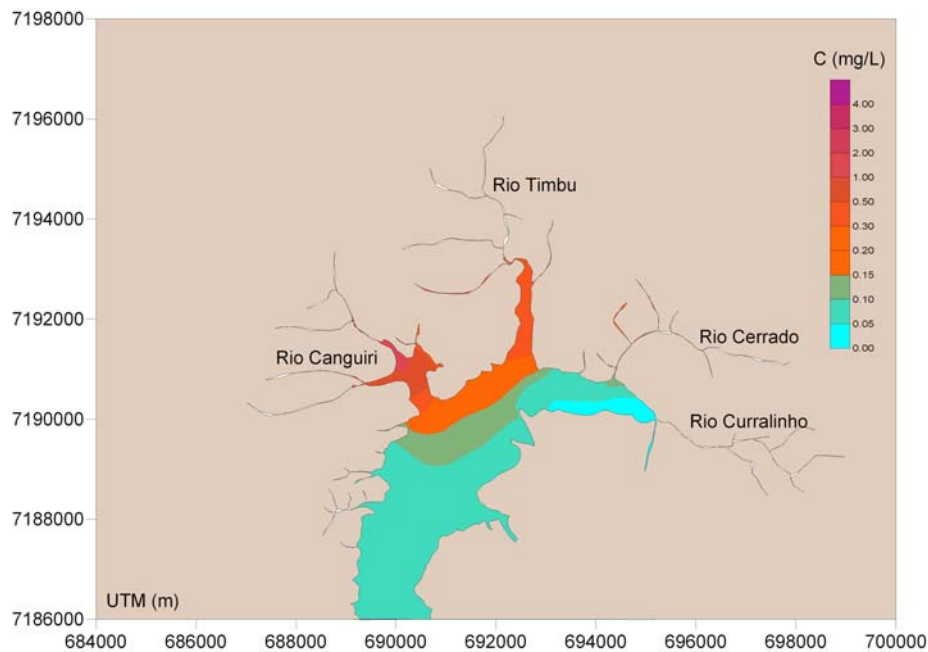 7198000
C (mg/L)
4.00
7196000
3.00
2.00
1.00
Rio Timbu
0.50
7194000
0.30
0.20
0.15
0.10
7192000
0.05
Rio Cerrado
0.00
Rio Canguiri
7190000
Rio Curralinho
7188000
UTM (m)
7186000
684000 686000 688000 690000 692000 694000 696000 698000 700000